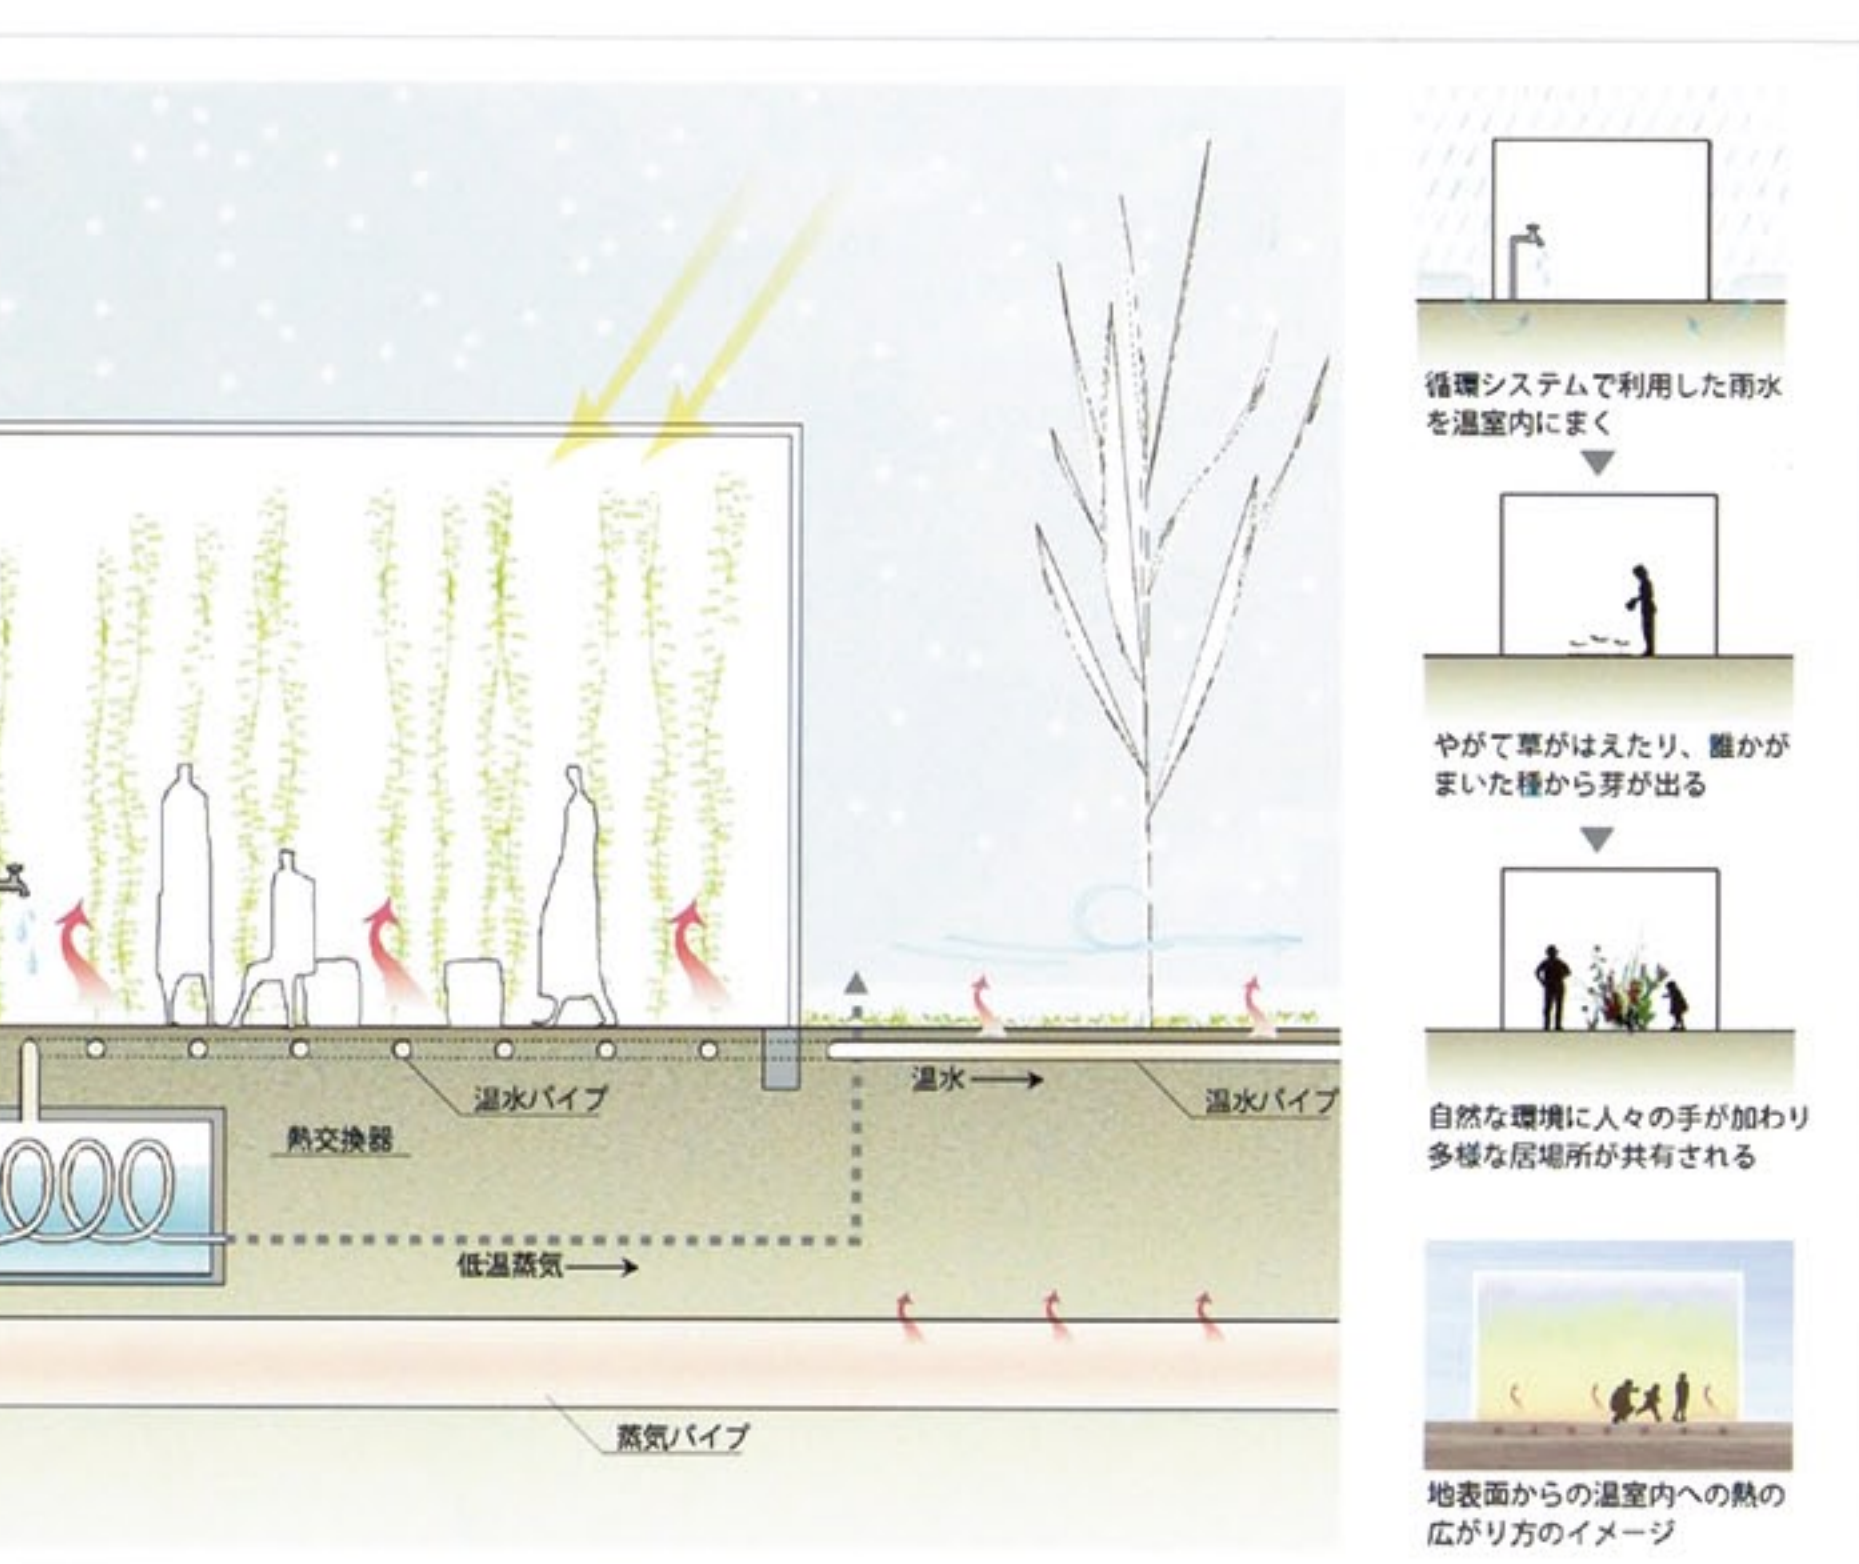 循環システムで利用した雨水
を温室内にまく
やがて草がはえたり、誰かが
まいた種から芽が出る
自然な環境に人々の手が加わり
多様な居場所が共有される
地表面からの温室内への熱の
広がり方のイメージ
温水パイプ
温水
温水パイプ
熱交換器
低温蒸気
蒸気パイプ